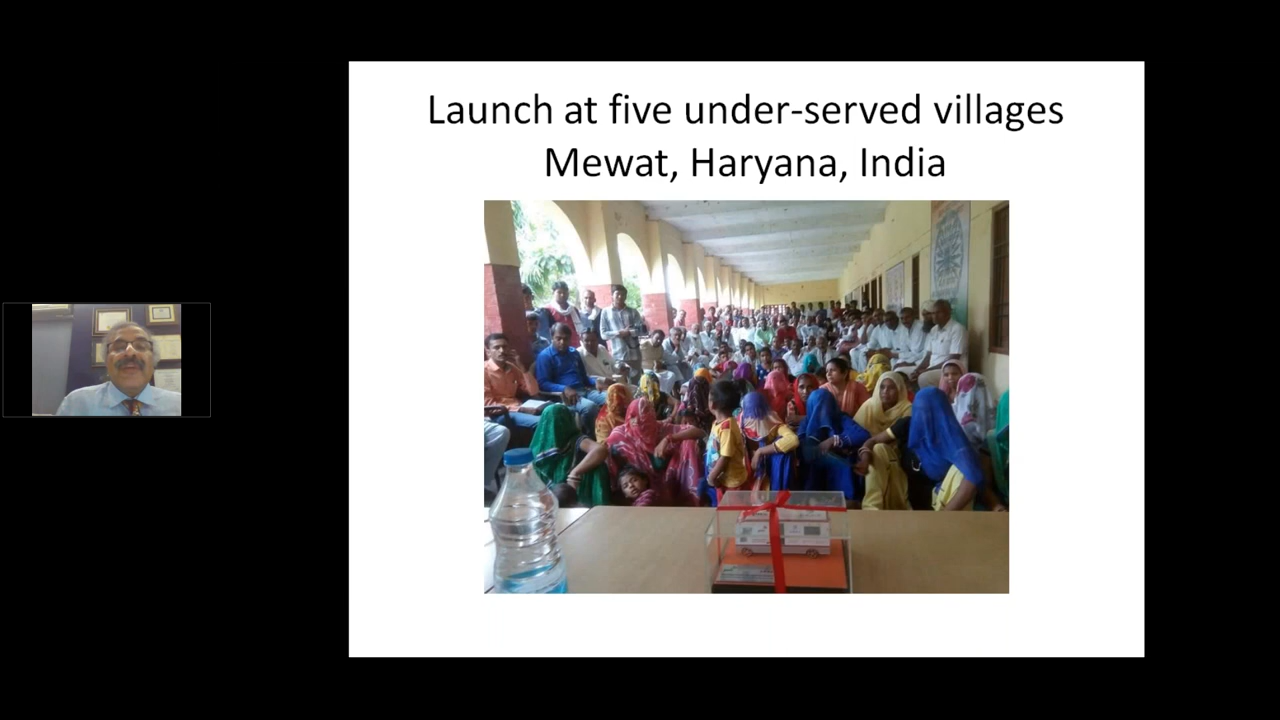 Launch at five under-served villages
Mewat, Haryana, India